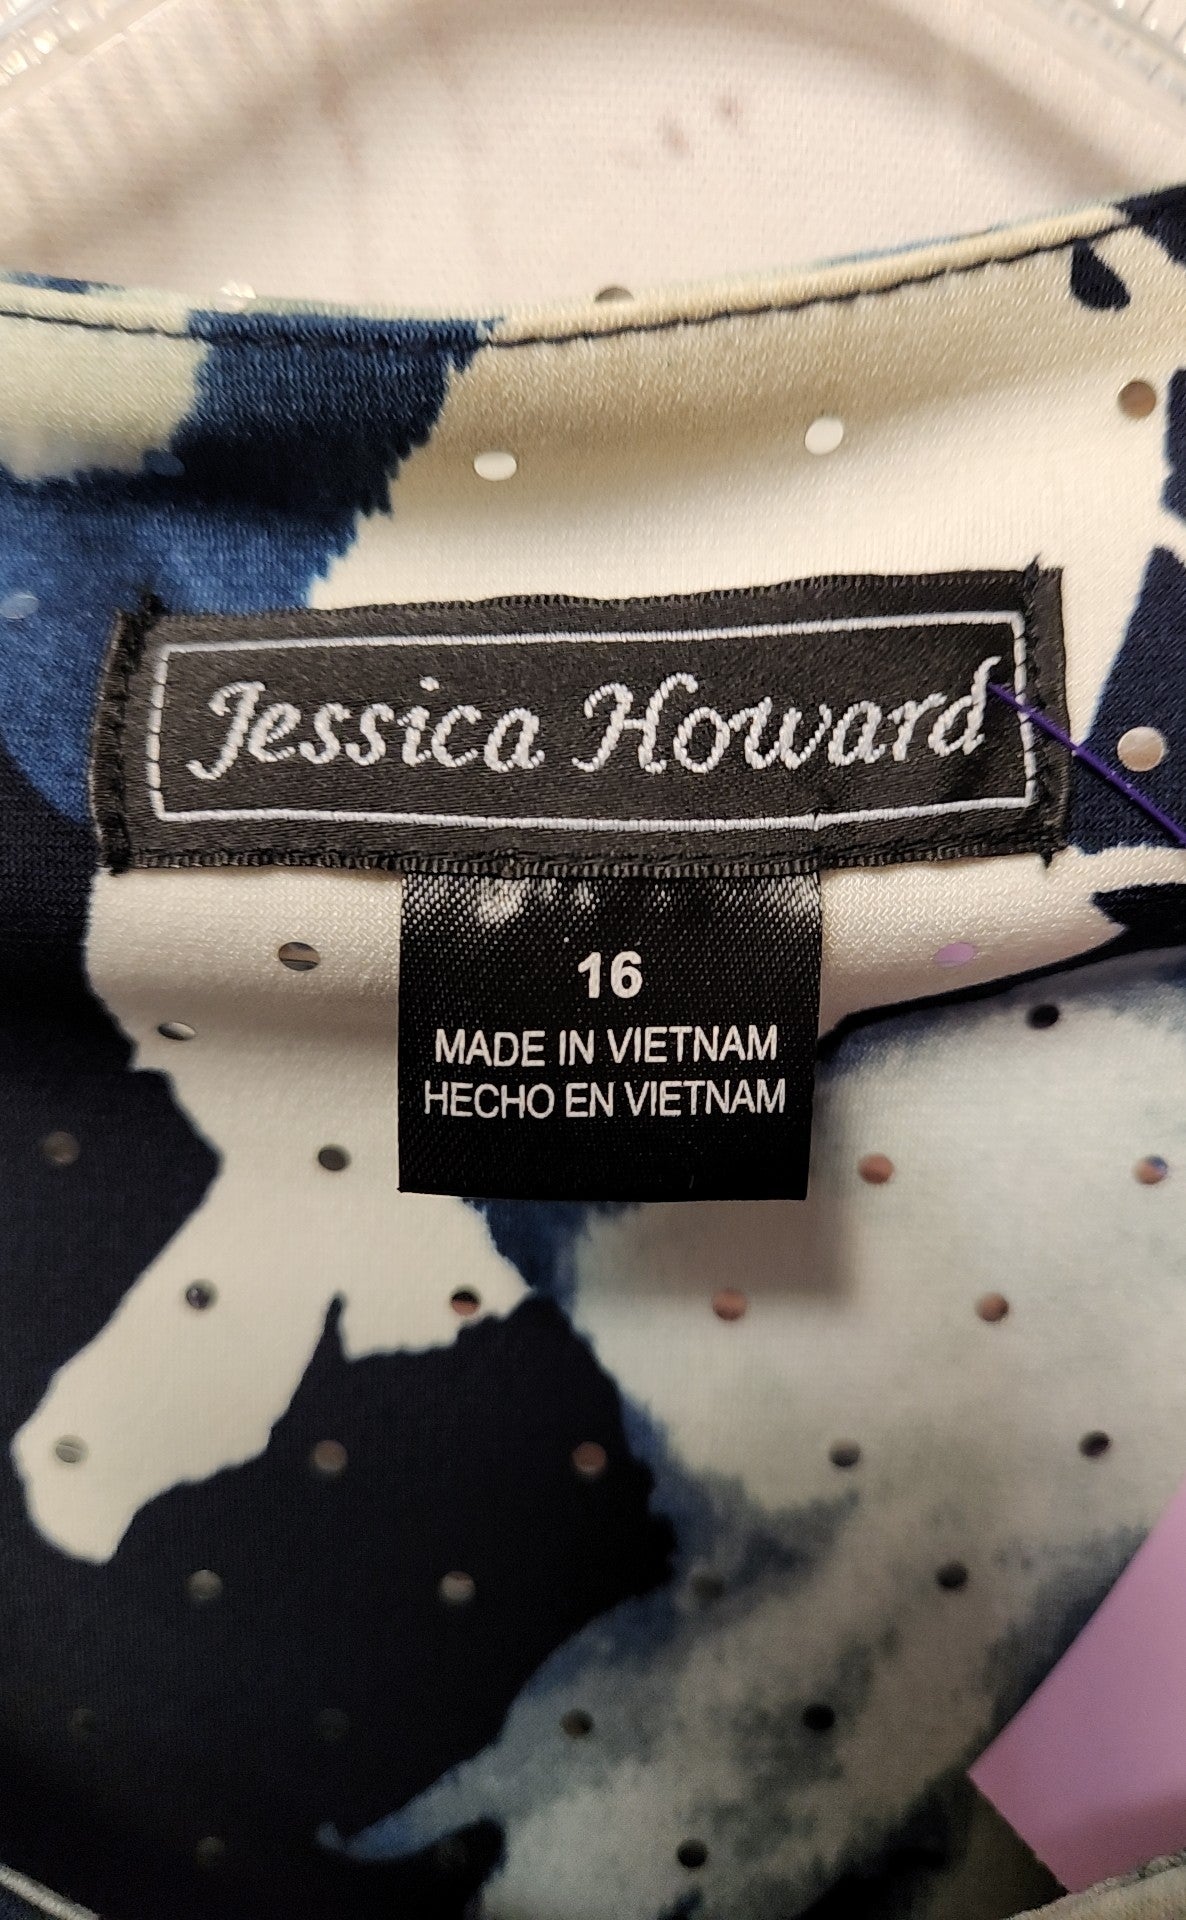 Jessica Howard
16
MADE IN VIETNAM
HECHO EN VIETNAM